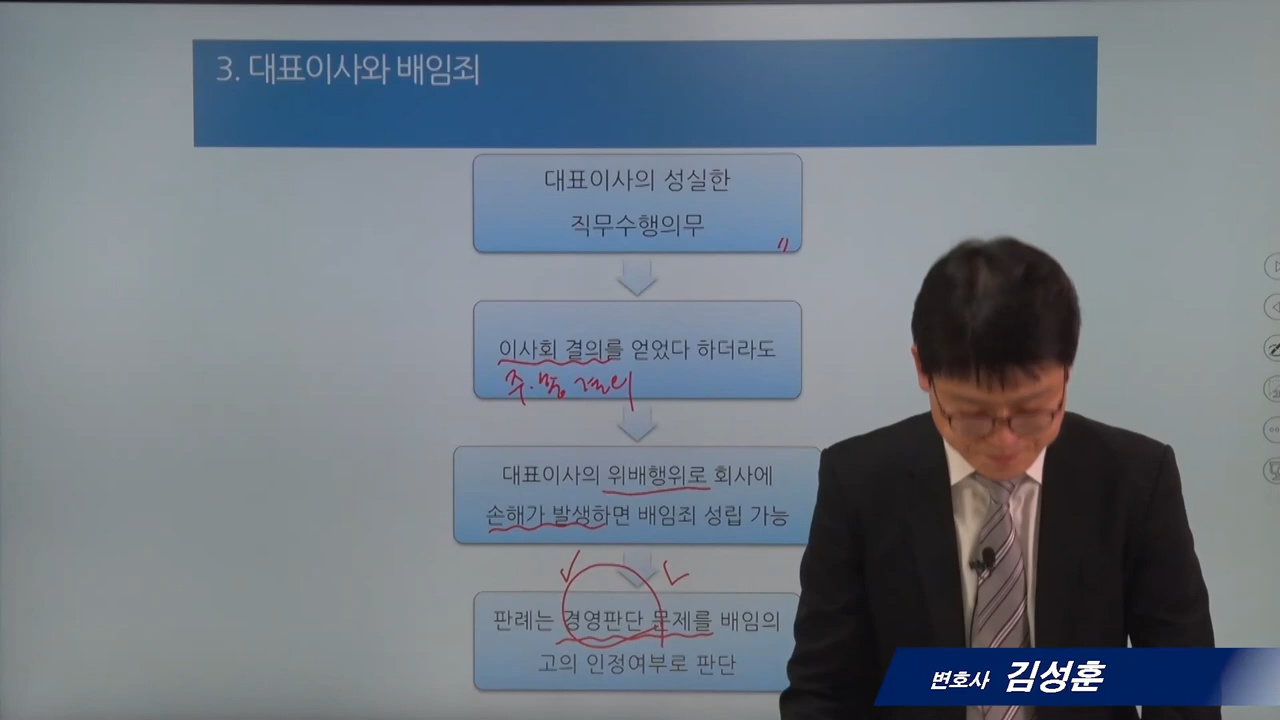 3. 대표이사와 배임죄
대표이사의 성실한
직무수행의무
이사회 결의를 얻었다 하더라도
주.총 결의
대표이사의 위배행위로 회사에
손해가 발생하면 배임죄 성립 가능
판례는 경영판단 문제를 배임의
고의 인정여부로 판단
변호사 김성훈